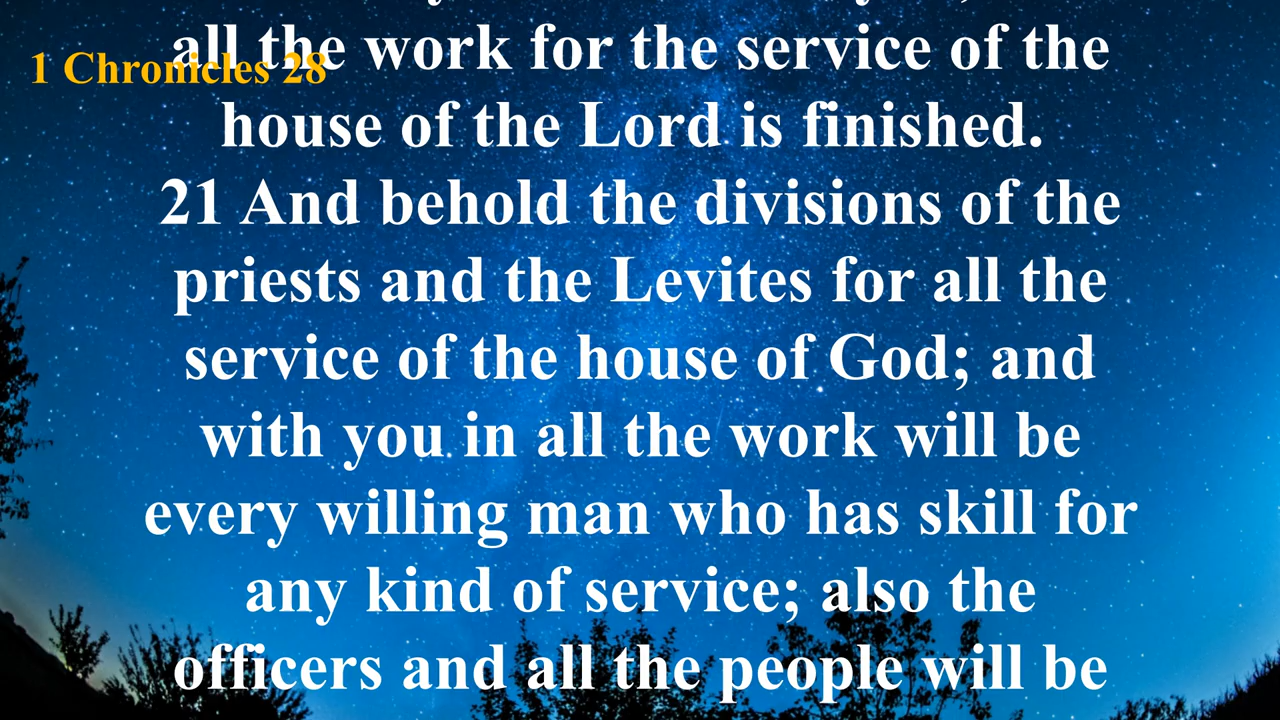 all the work for the service of the
1 Chronicles 28
house of the Lord is finished.
21 And behold the divisions of the
priests and the Levites for all the
service of the house of God; and
with you in all the work will be
every willing man who has skill for
any kind of service; also the
officers and all the people will be